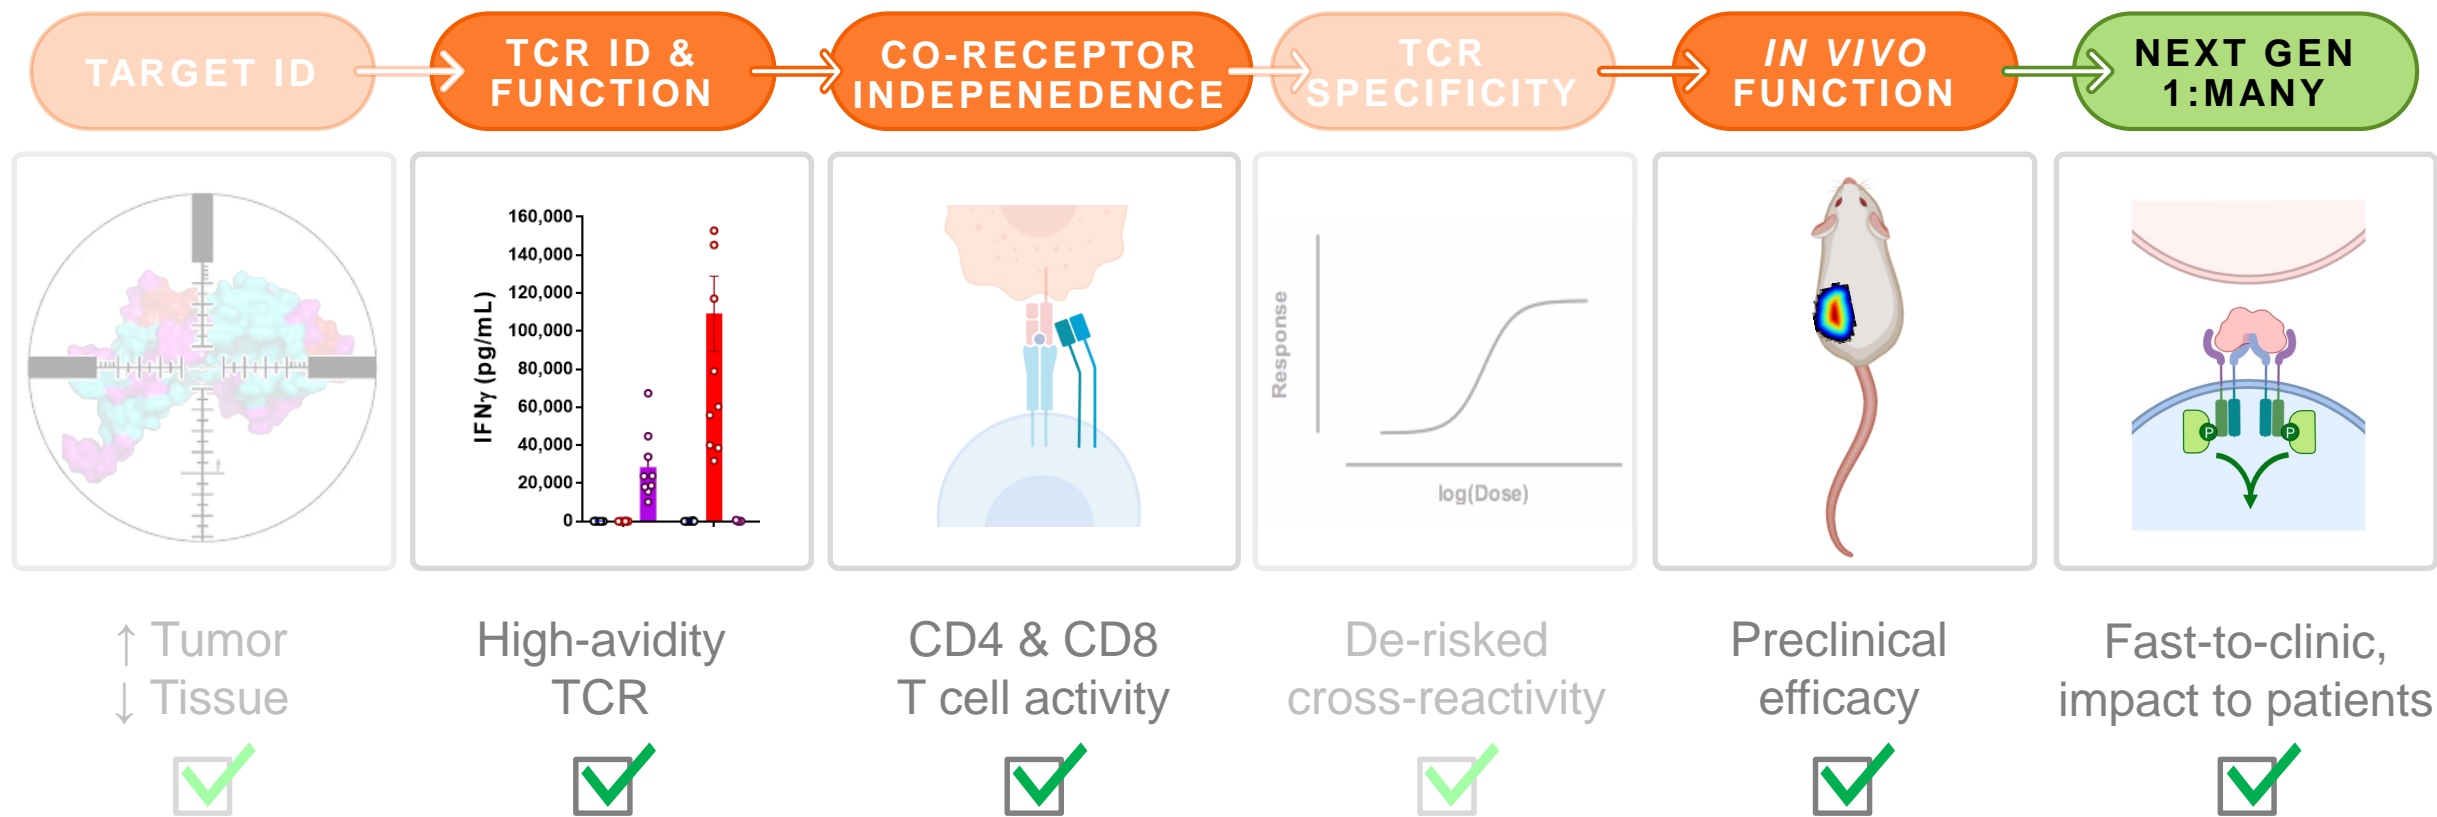 TARGET ID
TCR ID &
FUNCTION
CO-RECEPTOR
INDEPENEDENCE
TCR
SPECIFICITY
IN VIVO
FUNCTION
NEXT GEN
1:MANY
160,000
140,000
120,000
100,000
80,000
60,000
40,000
20,000
0
IFNγ (pg/mL)
Response
log(Dose)
P
P
↑ Tumor
↓ Tissue
High-avidity
TCR
CD4 & CD8
T cell activity
De-risked
cross-reactivity
Preclinical
efficacy
Fast-to-clinic,
impact to patients